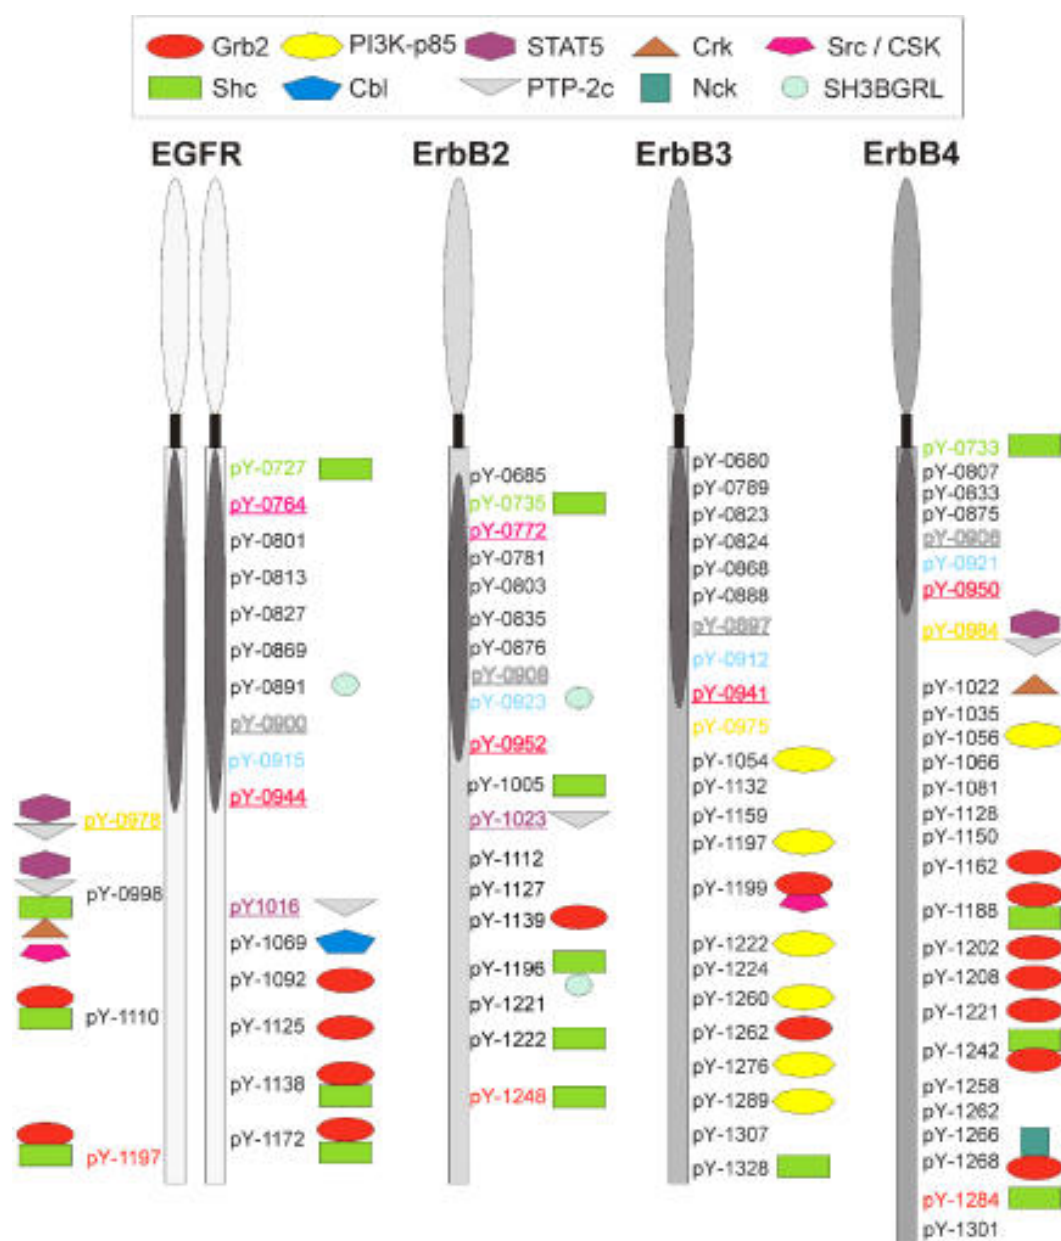 Grb2 PI3K-p85 STAT5 Crk Src / CSK
Shc Cbl PTP-2c Nck SH3BGRL
EGFR
pY-0727
pY-0764
pY-0801
pY-0813
pY-0827
pY-0869
pY-0891
pY-0900
pY-0915
pY-0944
pY-0978
pY-0998
pY1016
pY-1069
pY-1092
pY-1110
pY-1125
pY-1138
pY-1172
pY-1197
ErbB2
pY-0685
pY-0735
pY-0772
pY-0781
pY-0803
pY-0835
pY-0876
pY-0908
pY-0923
pY-0952
pY-1005
pY-1023
pY-1112
pY-1127
pY-1139
pY-1196
pY-1221
pY-1222
pY-1248
ErbB3
pY-0680
pY-0789
pY-0823
pY-0824
pY-0868
pY-0888
pY-0897
pY-0912
pY-0941
pY-0975
pY-1054
pY-1132
pY-1159
pY-1197
pY-1199
pY-1222
pY-1224
pY-1260
pY-1262
pY-1276
pY-1289
pY-1307
pY-1328
ErbB4
pY-0733
pY-0807
pY-0833
pY-0875
pY-0906
pY-0921
pY-0950
pY-0984
pY-1022
pY-1035
pY-1056
pY-1066
pY-1081
pY-1128
pY-1150
pY-1162
pY-1188
pY-1202
pY-1208
pY-1221
pY-1242
pY-1258
pY-1262
pY-1266
pY-1268
pY-1284
pY-1301